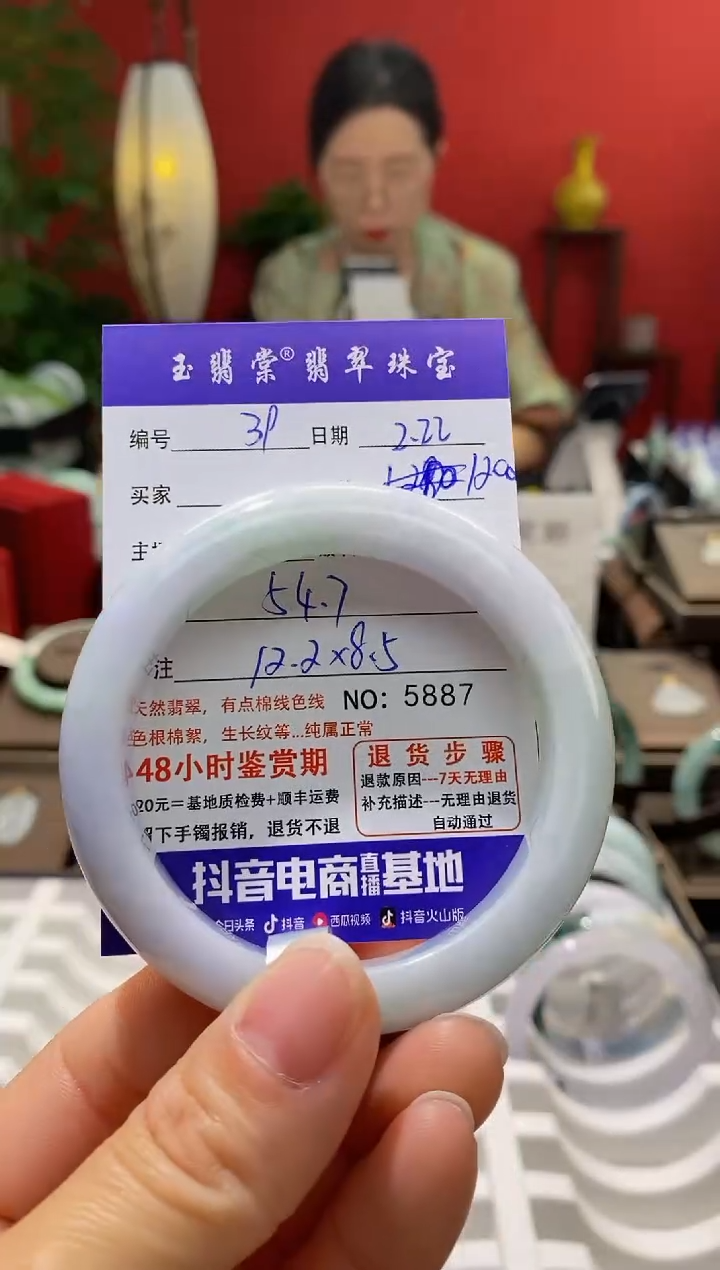 玉翡棠®翡翠珠宝
编号 31 日期 2.22
买家 1200
主
54.7
注 12.2×8.5
天然翡翠，有点棉线色线 NO: 5887
色根棉絮，生长纹等...纯属正常
48小时鉴赏期
020元=基地质检费+顺丰运费
下手镯报销，退货不退
退货步骤
退款原因---7天无理由
补充描述---无理由退货
自动通过
抖音电商直播基地
今日头条 抖音 西瓜视频 抖音火山版